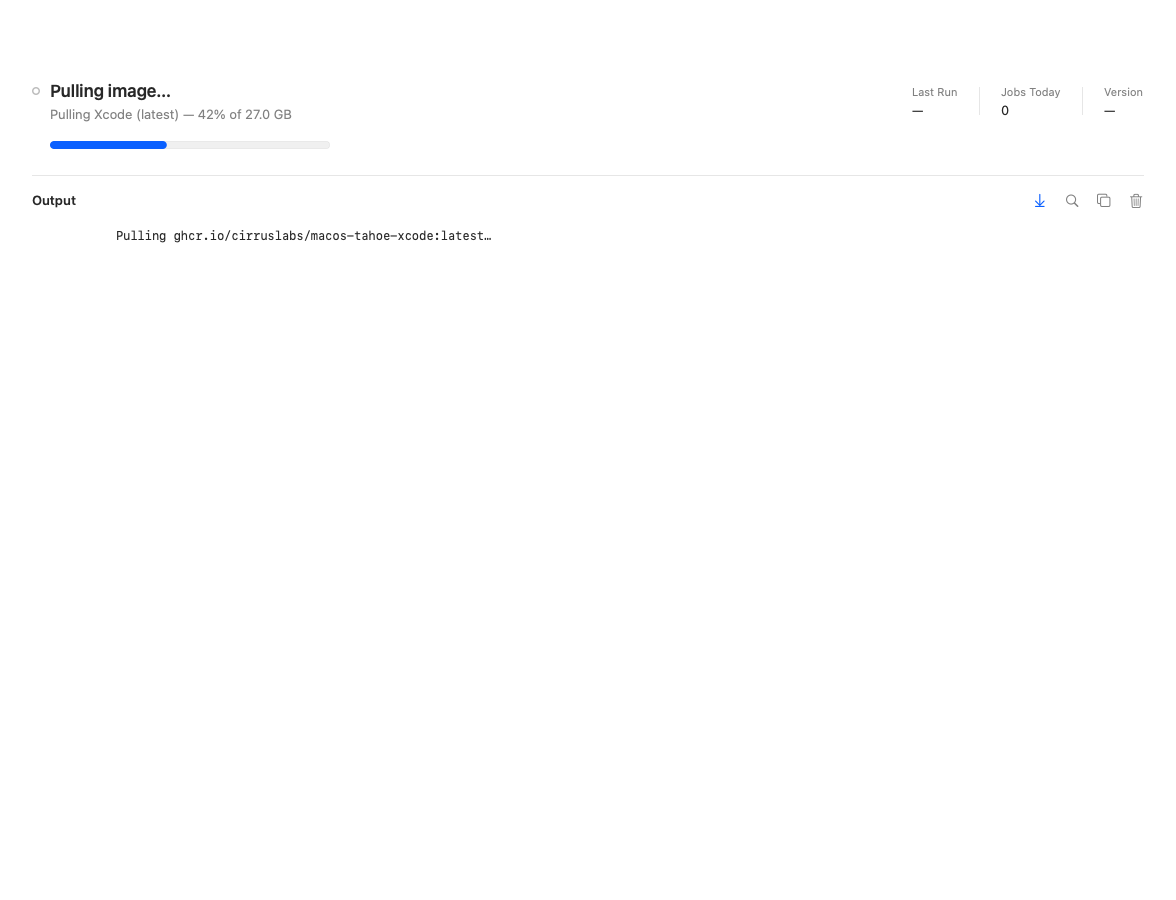 Pulling image...
Pulling Xcode (latest) — 42% of 27.0 GB
Last Run
—
Jobs Today
0
Version
—
Output
Pulling ghcr.io/cirruslabs/macos-tahoe-xcode:latest…